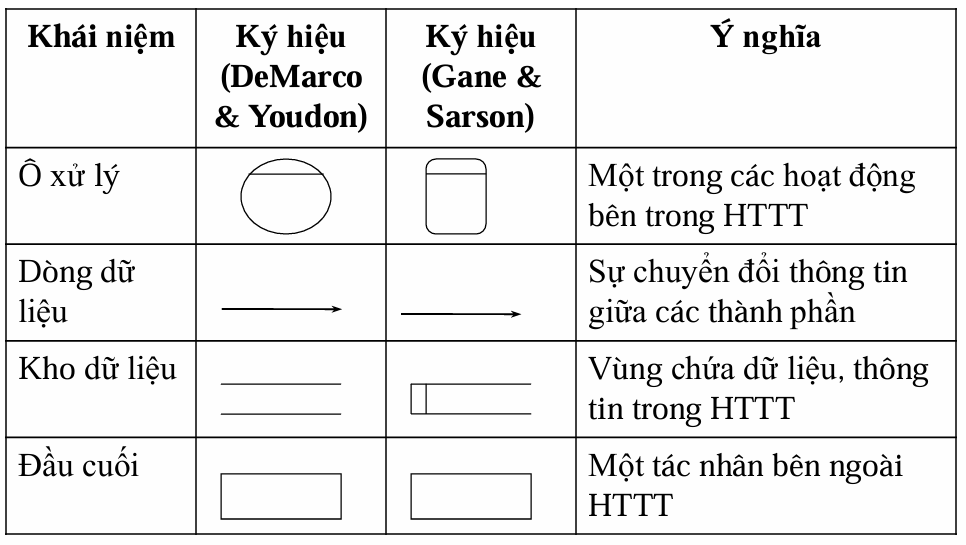 Khái niệm
Ký hiệu
(DeMarco
& Youdon)
Ký hiệu
(Gane &
Sarson)
Ý nghĩa
Ô xử lý
Một trong các hoạt động
bên trong HTTT
Dòng dữ
liệu
Sự chuyển đổi thông tin
giữa các thành phần
Kho dữ liệu
Vùng chứa dữ liệu, thông
tin trong HTTT
Đầu cuối
Một tác nhân bên ngoài
HTTT